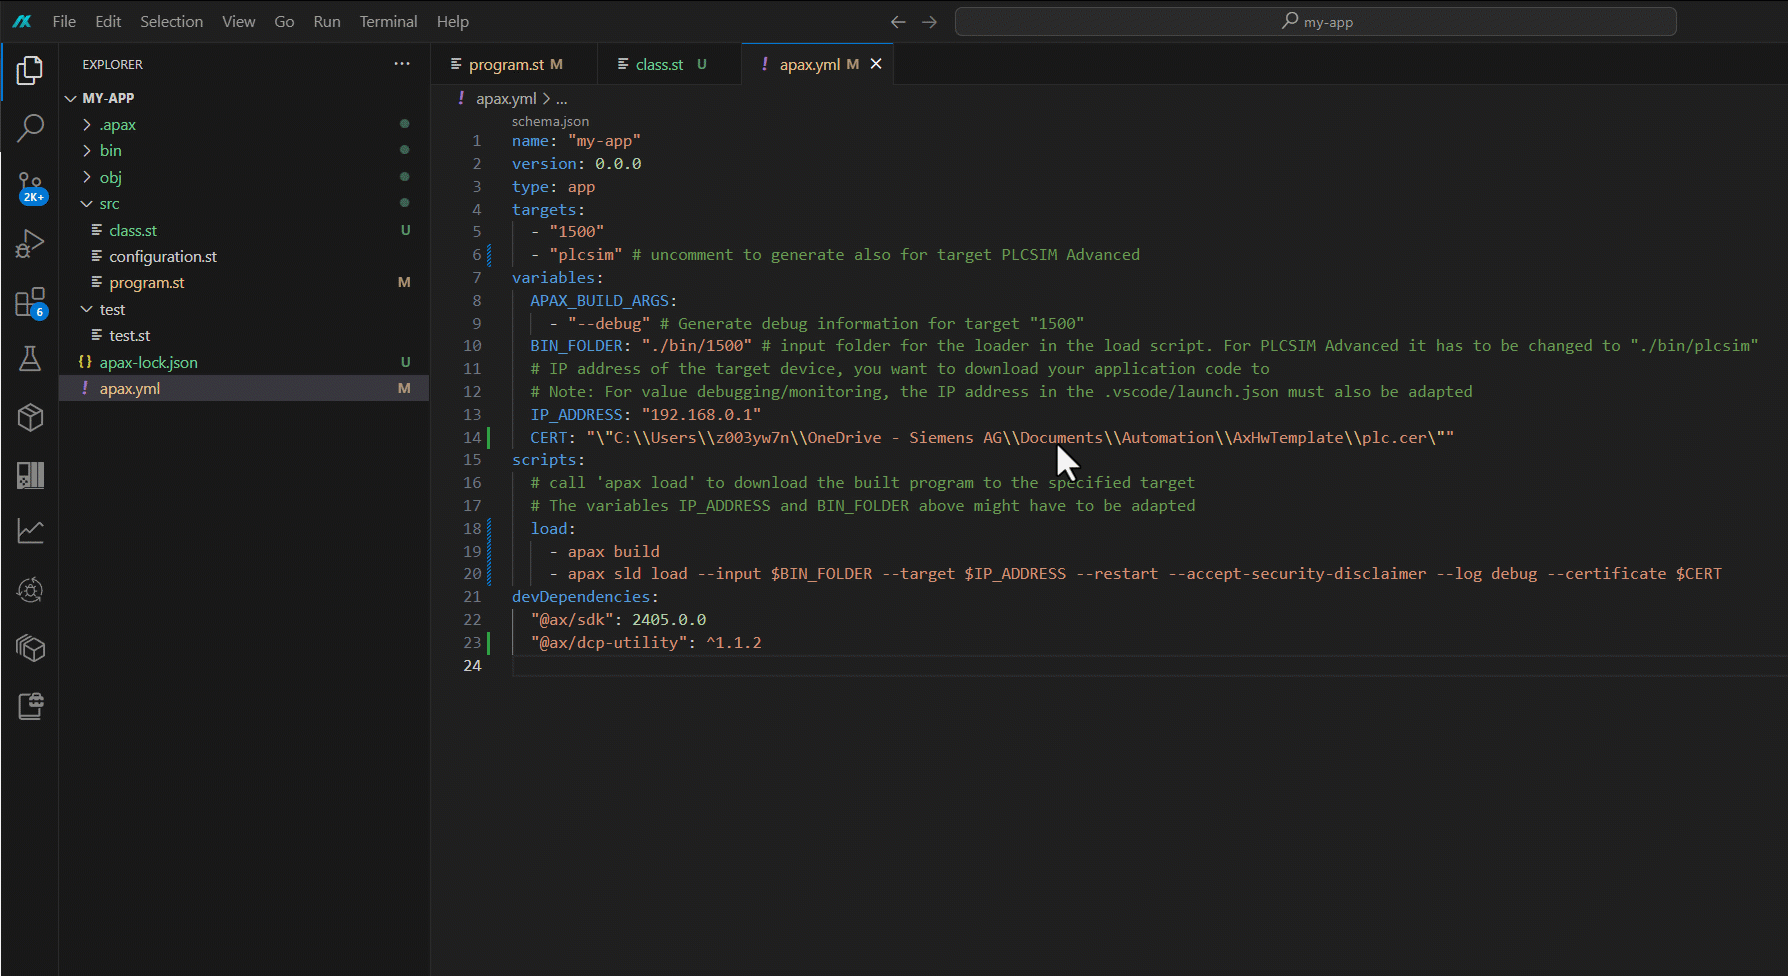 File Edit Selection View Go Run Terminal Help
my-app
EXPLORER
MY-APP
.apax
bin
obj
src
class.st U
configuration.st
program.st M
test
test.st
{} apax-lock.json U
! apax.yml M
2K+
6
program.st M
class.st U
! apax.yml M
! apax.yml > ...
schema.json
1 name: "my-app"
2 version: 0.0.0
3 type: app
4 targets:
5 - "1500"
6 - "plcsim" # uncomment to generate also for target PLCSIM Advanced
7 variables:
8 APAX_BUILD_ARGS:
9 - "--debug" # Generate debug information for target "1500"
10 BIN_FOLDER: "./bin/1500" # input folder for the loader in the load script. For PLCSIM Advanced it has to be changed to "./bin/plcsim"
11 # IP address of the target device, you want to download your application code to
12 # Note: For value debugging/monitoring, the IP address in the .vscode/launch.json must also be adapted
13 IP_ADDRESS: "192.168.0.1"
14 CERT: "\"C:\\Users\\z003yw7n\\OneDrive - Siemens AG\\Documents\\Automation\\AxHwTemplate\\plc.cer\""
15 scripts:
16 # call 'apax load' to download the built program to the specified target
17 # The variables IP_ADDRESS and BIN_FOLDER above might have to be adapted
18 load:
19 - apax build
20 - apax sld load --input $BIN_FOLDER --target $IP_ADDRESS --restart --accept-security-disclaimer --log debug --certificate $CERT
21 devDependencies:
22 "@ax/sdk": 2405.0.0
23 "@ax/dcp-utility": ^1.1.2
24